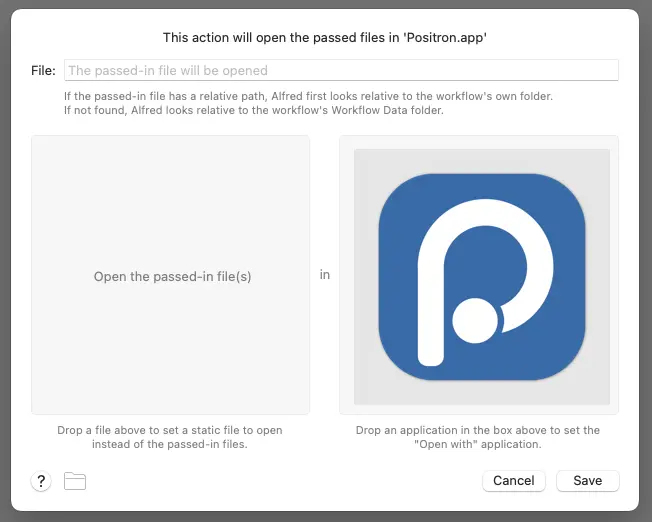 This action will open the passed files in 'Positron.app'
File: The passed-in file will be opened
If the passed-in file has a relative path, Alfred first looks relative to the workflow's own folder.
If not found, Alfred looks relative to the workflow's Workflow Data folder.
Open the passed-in file(s)
in
Drop a file above to set a static file to open
instead of the passed-in files.
Drop an application in the box above to set the
"Open with" application.
?
Cancel
Save